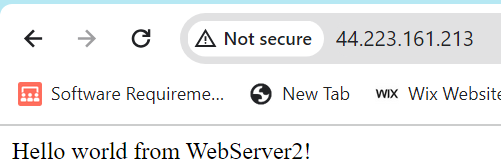 Not secure 44.223.161.213
Software Requireme... New Tab WIX Wix Website
Hello world from WebServer2!